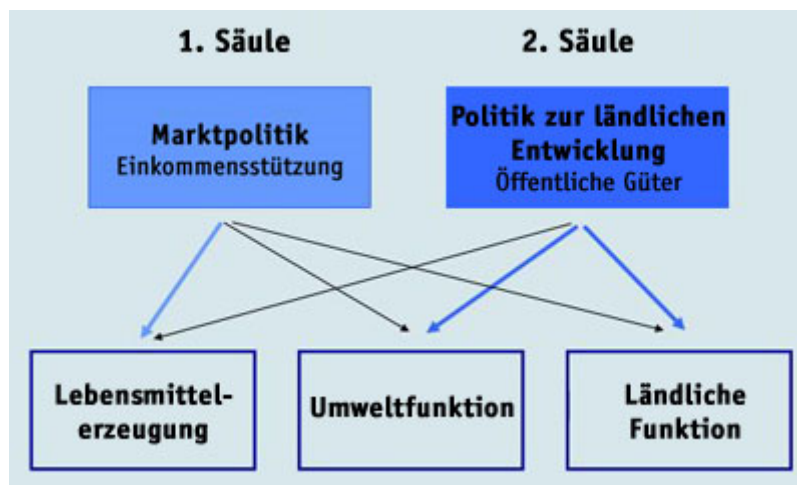 1. Säule
2. Säule
Marktpolitik
Einkommensstützung
Politik zur ländlichen
Entwicklung
Öffentliche Güter
Lebensmittel-
erzeugung
Umweltfunktion
Ländliche
Funktion